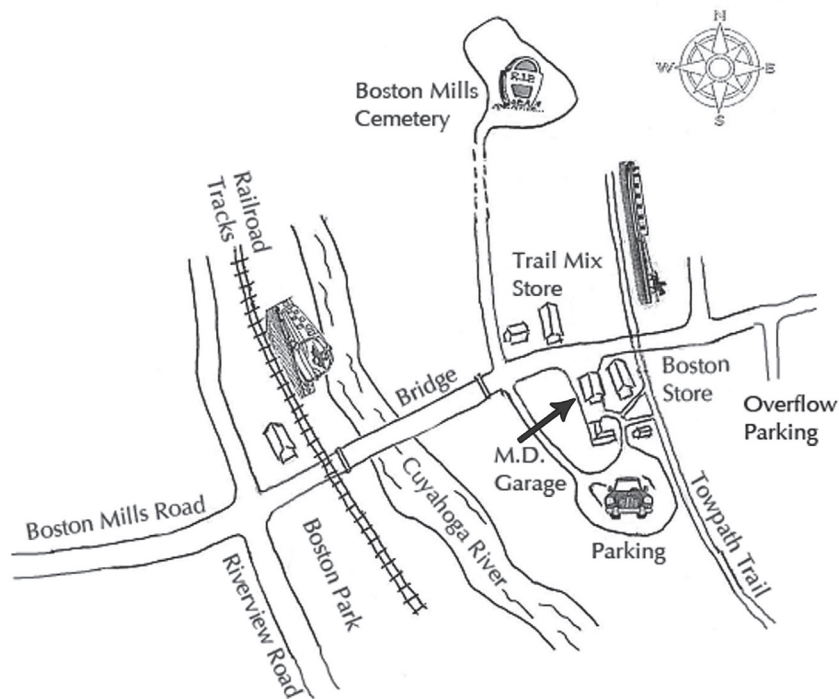 N
W E
S
R.I.P.
Boston Mills
Cemetery
Railroad
Tracks
Trail Mix
Store
Bridge
Boston
Store
Overflow
Parking
M.D.
Garage
Boston Mills Road
Cuyahoga River
Boston Park
Parking
Towpath Trail
Riverview Road